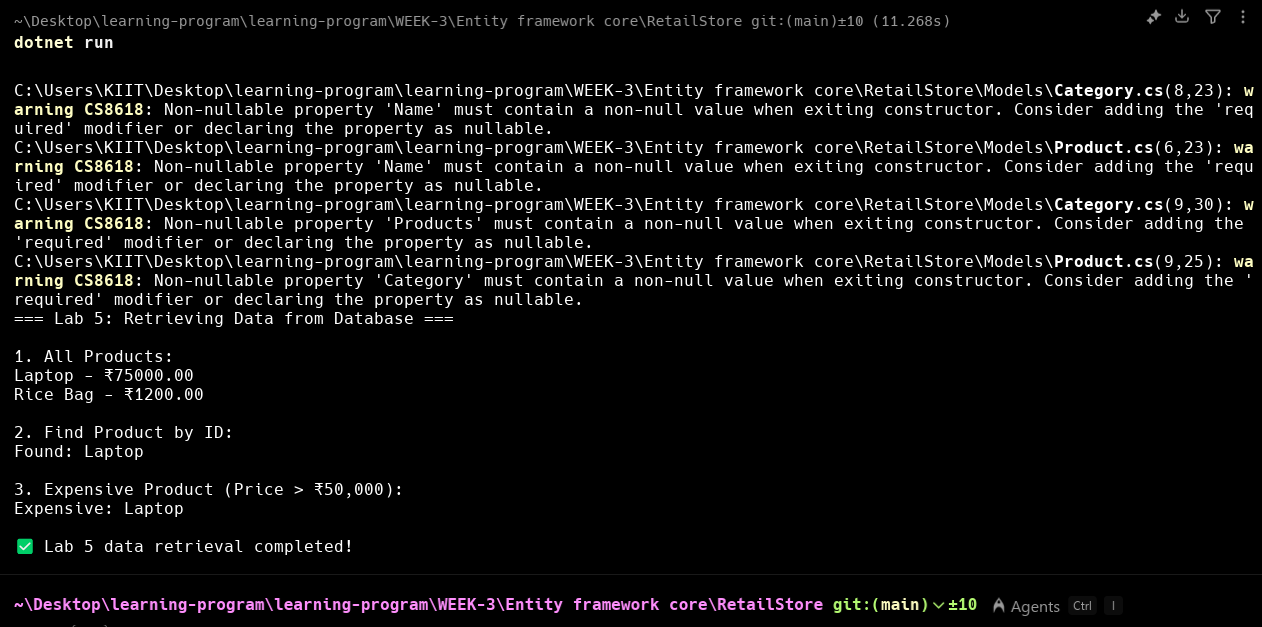 ~\Desktop\learning-program\learning-program\WEEK-3\Entity framework core\RetailStore git:(main)±10 (11.268s)
dotnet run
C:\Users\KIIT\Desktop\learning-program\learning-program\WEEK-3\Entity framework core\RetailStore\Models\Category.cs(8,23): w
arning CS8618: Non-nullable property 'Name' must contain a non-null value when exiting constructor. Consider adding the 'req
uired' modifier or declaring the property as nullable.
C:\Users\KIIT\Desktop\learning-program\learning-program\WEEK-3\Entity framework core\RetailStore\Models\Product.cs(6,23): wa
rning CS8618: Non-nullable property 'Name' must contain a non-null value when exiting constructor. Consider adding the 'requ
ired' modifier or declaring the property as nullable.
C:\Users\KIIT\Desktop\learning-program\learning-program\WEEK-3\Entity framework core\RetailStore\Models\Category.cs(9,30): w
arning CS8618: Non-nullable property 'Products' must contain a non-null value when exiting constructor. Consider adding the
'required' modifier or declaring the property as nullable.
C:\Users\KIIT\Desktop\learning-program\learning-program\WEEK-3\Entity framework core\RetailStore\Models\Product.cs(9,25): wa
rning CS8618: Non-nullable property 'Category' must contain a non-null value when exiting constructor. Consider adding the '
required' modifier or declaring the property as nullable.
=== Lab 5: Retrieving Data from Database ===
1. All Products:
Laptop - ₹75000.00
Rice Bag - ₹1200.00
2. Find Product by ID:
Found: Laptop
3. Expensive Product (Price > ₹50,000):
Expensive: Laptop
✅ Lab 5 data retrieval completed!
~\Desktop\learning-program\learning-program\WEEK-3\Entity framework core\RetailStore git:(main) ±10 Agents Ctrl I